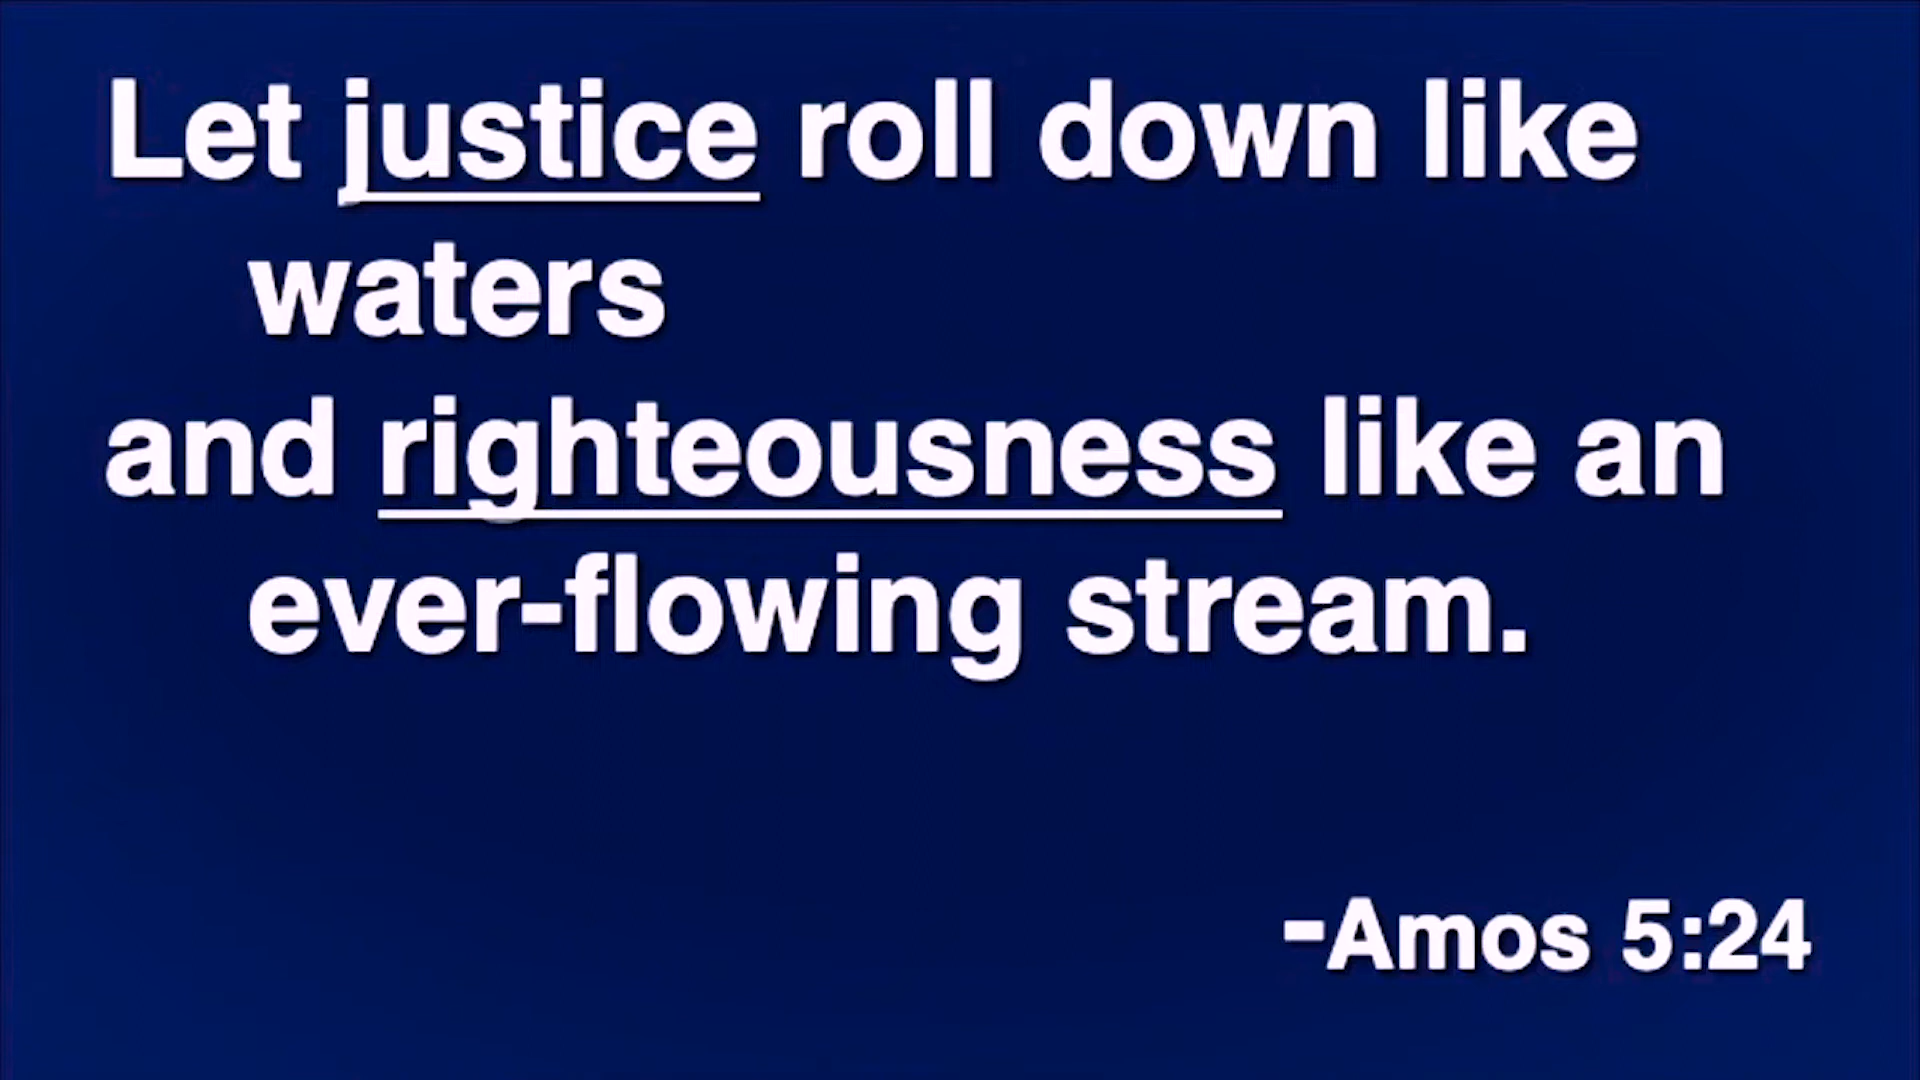 Let justice roll down like
waters
and righteousness like an
ever-flowing stream.
-Amos 5:24